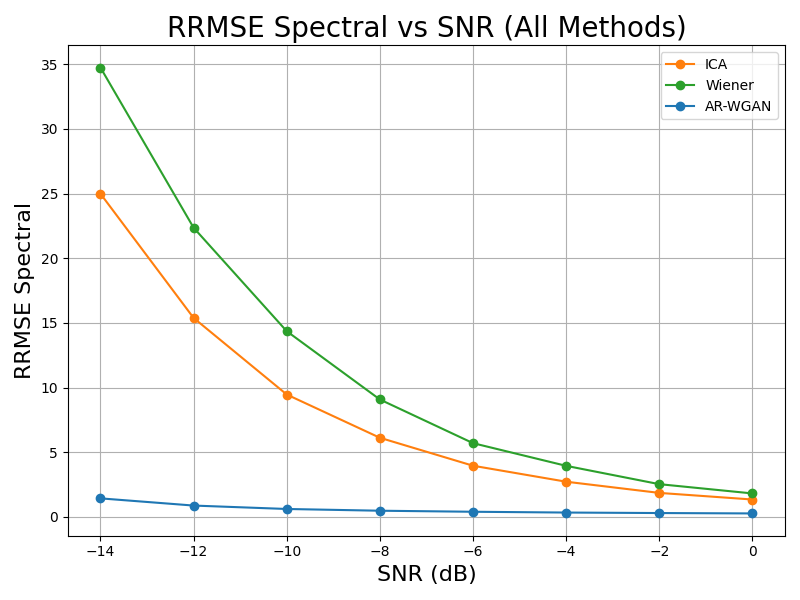 RRMSE Spectral vs SNR (All Methods)
ICA
Wiener
AR-WGAN
RRMSE Spectral
35
30
25
20
15
10
5
0
−14 −12 −10 −8 −6 −4 −2 0
SNR (dB)